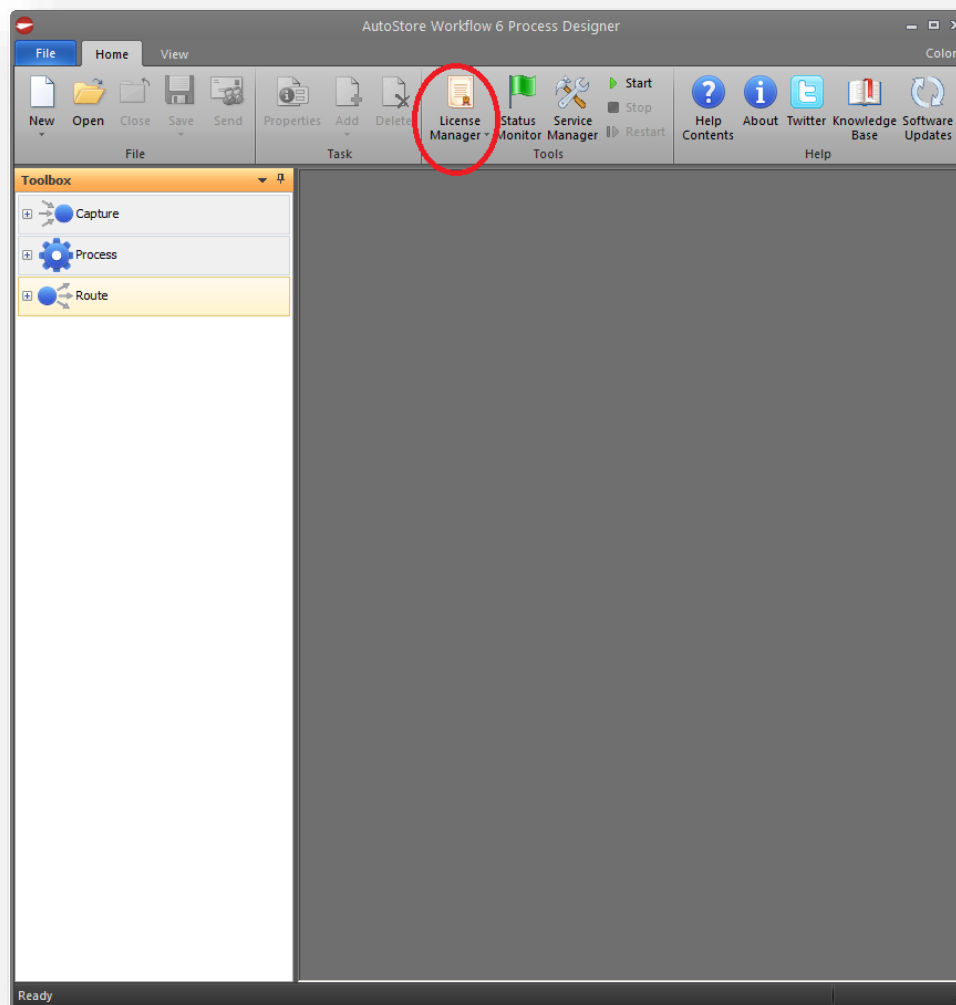 AutoStore Workflow 6 Process Designer
File Home View Color
New Open Close Save Send Properties Add Delete License Manager Status Monitor Service Manager Start Stop Restart Help Contents About Twitter Knowledge Base Software Updates
File Task Tools Help
Toolbox
Capture
Process
Route
Ready